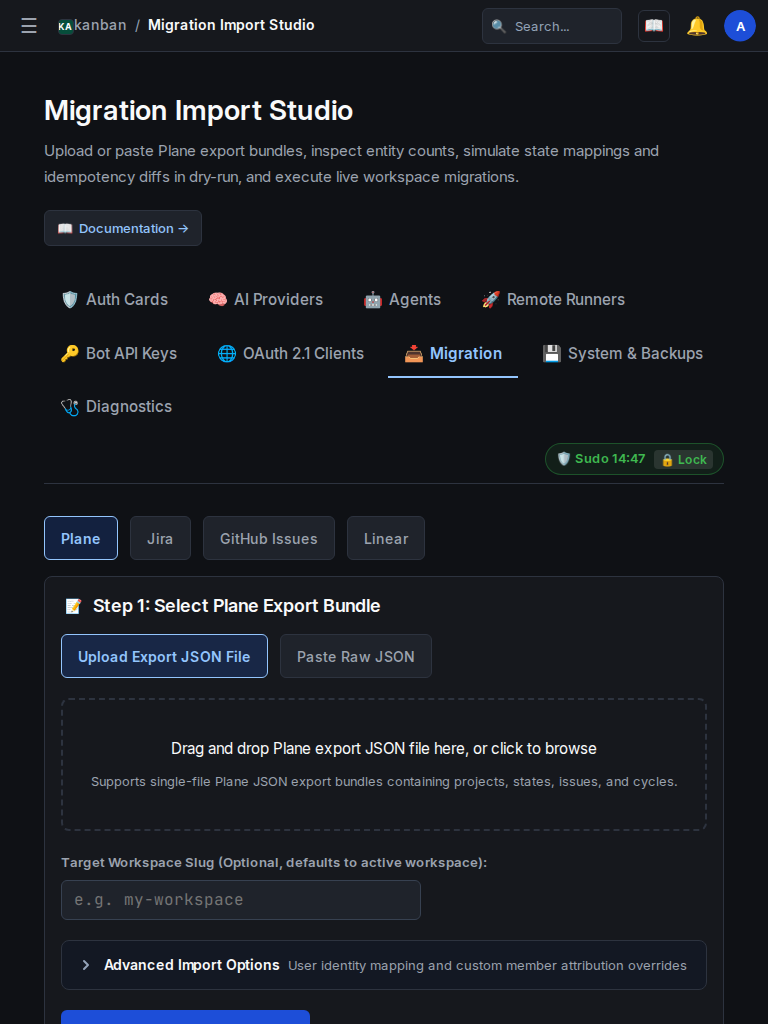 KA kanban / Migration Import Studio
Search...
A
Migration Import Studio
Upload or paste Plane export bundles, inspect entity counts, simulate state mappings and
idempotency diffs in dry-run, and execute live workspace migrations.
Documentation →
Auth Cards
AI Providers
Agents
Remote Runners
Bot API Keys
OAuth 2.1 Clients
Migration
System & Backups
Diagnostics
Sudo 14:47
Lock
Plane
Jira
GitHub Issues
Linear
Step 1: Select Plane Export Bundle
Upload Export JSON File
Paste Raw JSON
Drag and drop Plane export JSON file here, or click to browse
Supports single-file Plane JSON export bundles containing projects, states, issues, and cycles.
Target Workspace Slug (Optional, defaults to active workspace):
e.g. my-workspace
Advanced Import Options User identity mapping and custom member attribution overrides